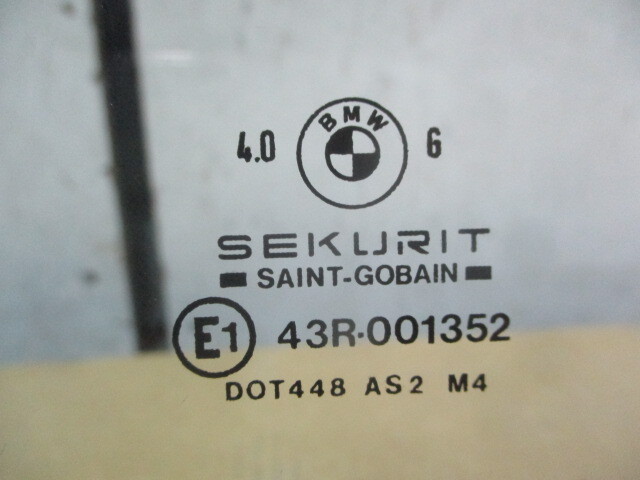 BMW
4.0 6
SEKURIT
SAINT-GOBAIN
E1 43R·001352
DOT448 AS2 M4